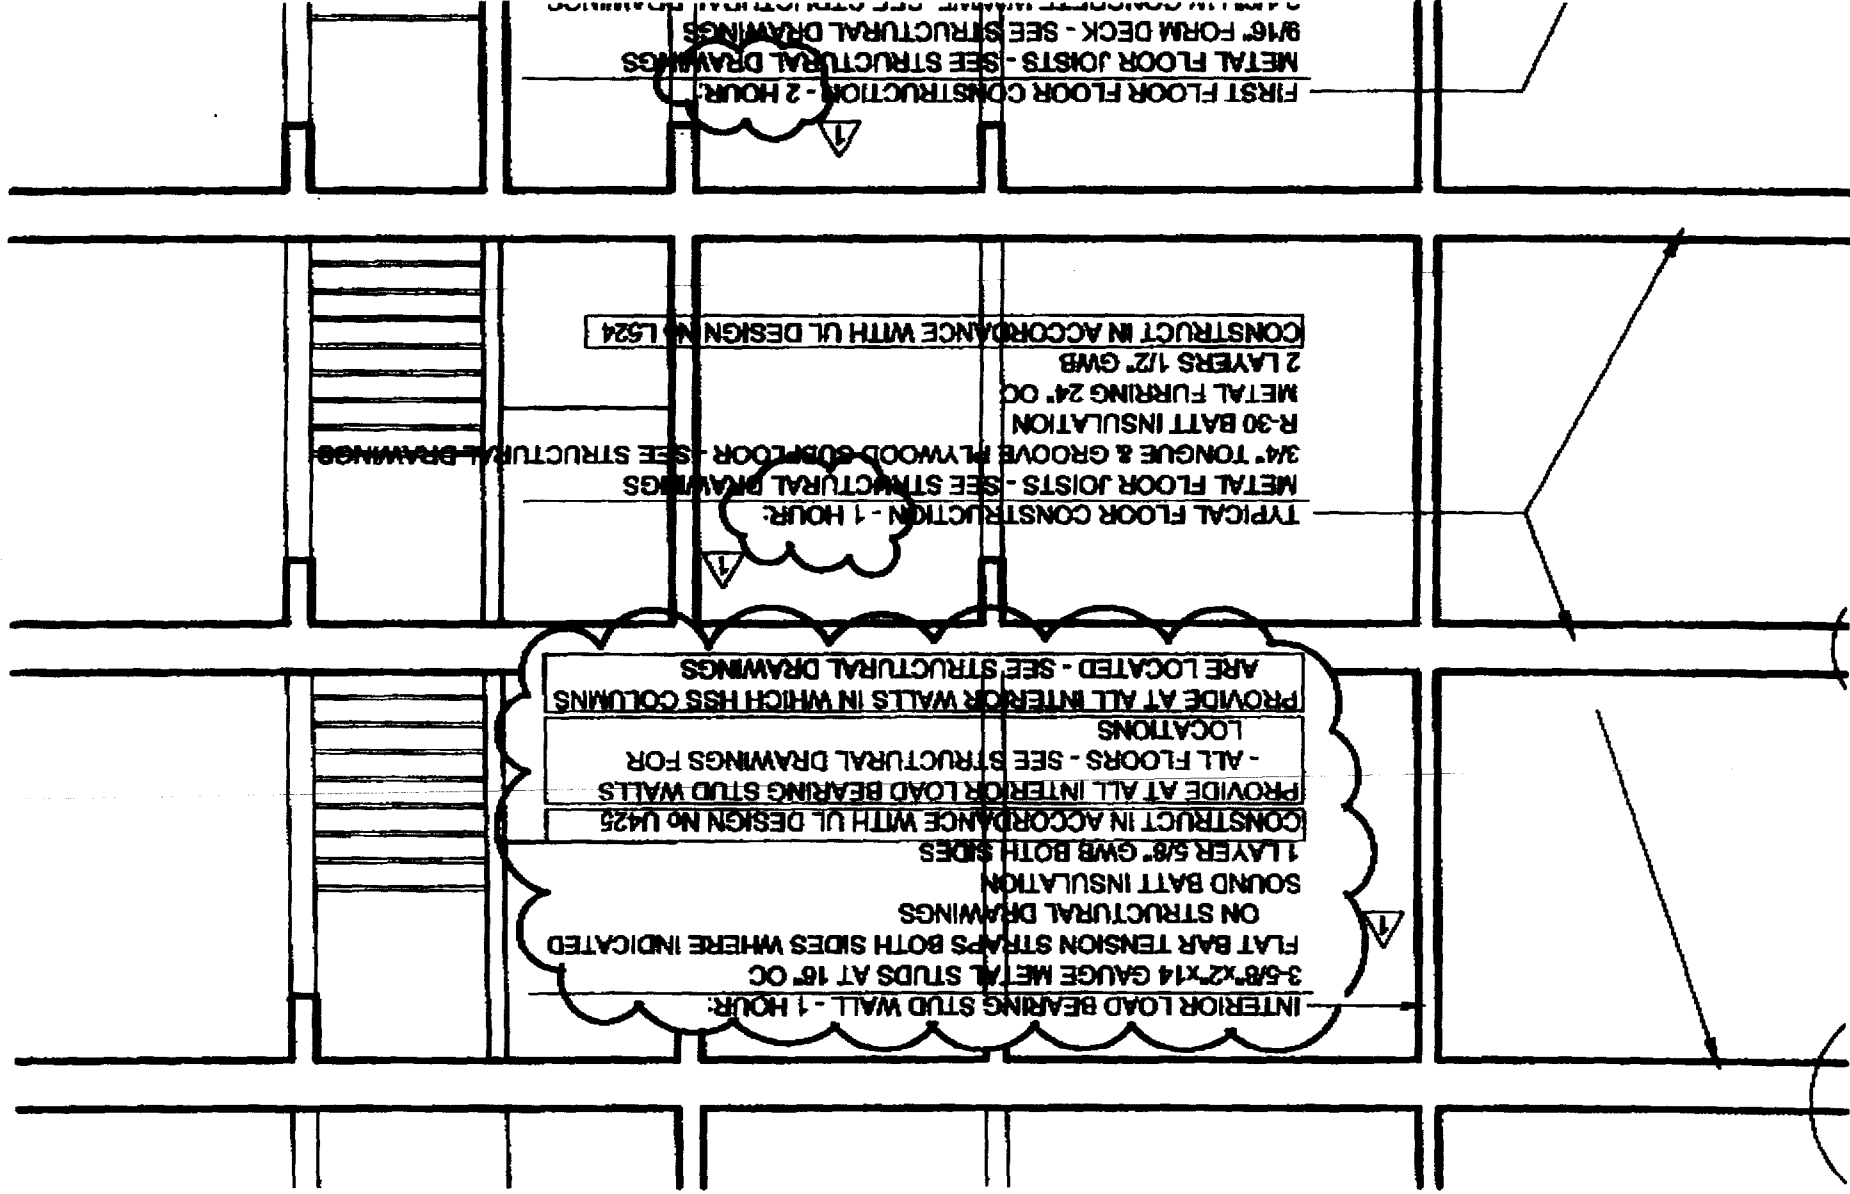 INTERIOR LOAD BEARING STUD WALL - 1 HOUR:
3-5/8"x2"x14 GAUGE METAL STUDS AT 16" OC
FLAT BAR TENSION STRAPS BOTH SIDES WHERE INDICATED
ON STRUCTURAL DRAWINGS
SOUND BATT INSULATION
1 LAYER 5/8" GWB BOTH SIDES
CONSTRUCT IN ACCORDANCE WITH UL DESIGN No U425
PROVIDE AT ALL INTERIOR LOAD BEARING STUD WALLS
- ALL FLOORS - SEE STRUCTURAL DRAWINGS FOR
LOCATIONS
PROVIDE AT ALL INTERIOR WALLS IN WHICH HSS COLUMNS
ARE LOCATED - SEE STRUCTURAL DRAWINGS
1
1
TYPICAL FLOOR CONSTRUCTION - 1 HOUR:
METAL FLOOR JOISTS - SEE STRUCTURAL DRAWINGS
3/4" TONGUE & GROOVE PLYWOOD SUBFLOOR - SEE STRUCTURAL DRAWINGS
R-30 BATT INSULATION
METAL FURRING 24" OC
2 LAYERS 1/2" GWB
CONSTRUCT IN ACCORDANCE WITH UL DESIGN No L524
1
FIRST FLOOR FLOOR CONSTRUCTION - 2 HOUR:
METAL FLOOR JOISTS - SEE STRUCTURAL DRAWINGS
9/16" FORM DECK - SEE STRUCTURAL DRAWINGS
SEE STRUCTURAL DRAWINGS